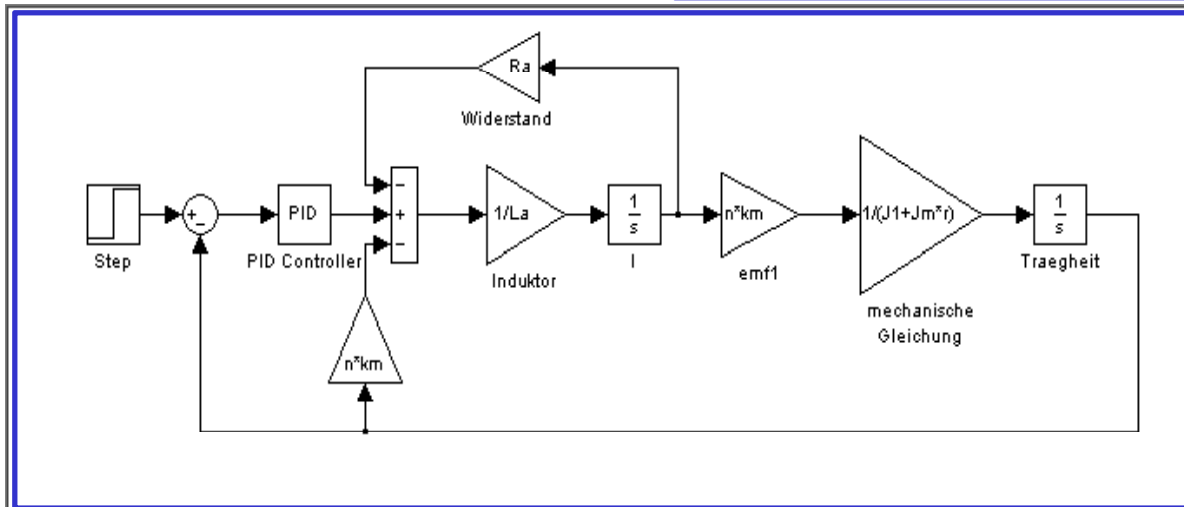 Ra
Widerstand
−
+
−
+
−
PID
1/La
1
s
n*km
1/(J1+Jm*r)
1
s
Step
PID Controller
Induktor
I
emf1
Traegheit
mechanische
Gleichung
n*km